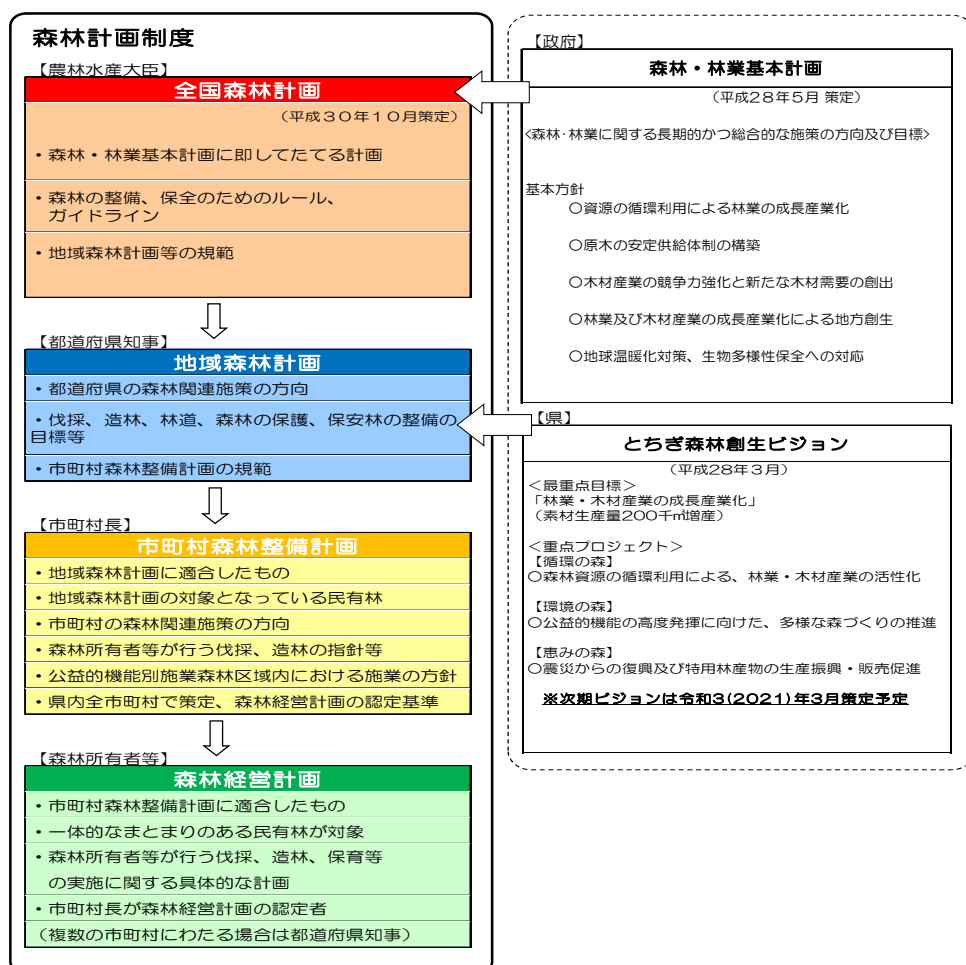 森林計画制度
【農林水産大臣】
全国森林計画
(平成30年10月策定)
・森林・林業基本計画に即してたてる計画
・森林の整備、保全のためのルール、
ガイドライン
・地域森林計画等の規範
【都道府県知事】
地域森林計画
・都道府県の森林関連施策の方向
・伐採、造林、林道、森林の保護、保安林の整備の
目標等
・市町村森林整備計画の規範
【市町村長】
市町村森林整備計画
・地域森林計画に適合したもの
・地域森林計画の対象となっている民有林
・市町村の森林関連施策の方向
・森林所有者等が行う伐採、造林の指針等
・公益的機能別施業森林区域内における施業の方針
・県内全市町村で策定、森林経営計画の認定基準
【森林所有者等】
森林経営計画
・市町村森林整備計画に適合したもの
・一体的なまとまりのある民有林が対象
・森林所有者等が行う伐採、造林、保育等
の実施に関する具体的な計画
・市町村長が森林経営計画の認定者
(複数の市町村にわたる場合は都道府県知事)
【政府】
森林・林業基本計画
(平成28年5月 策定)
<森林・林業に関する長期的かつ総合的な施策の方向及び目標>
基本方針
○資源の循環利用による林業の成長産業化
○原木の安定供給体制の構築
○木材産業の競争力強化と新たな木材需要の創出
○林業及び木材産業の成長産業化による地方創生
○地球温暖化対策、生物多様性保全への対応
【県】
とちぎ森林創生ビジョン
(平成28年3月)
<最重点目標>
「林業・木材産業の成長産業化」
(素材生産量200千㎥増産)
<重点プロジェクト>
【循環の森】
○森林資源の循環利用による、林業・木材産業の活性化
【環境の森】
○公益的機能の高度発揮に向けた、多様な森づくりの推進
【恵みの森】
○震災からの復興及び特用林産物の生産振興・販売促進
※次期ビジョンは令和3(2021)年3月策定予定